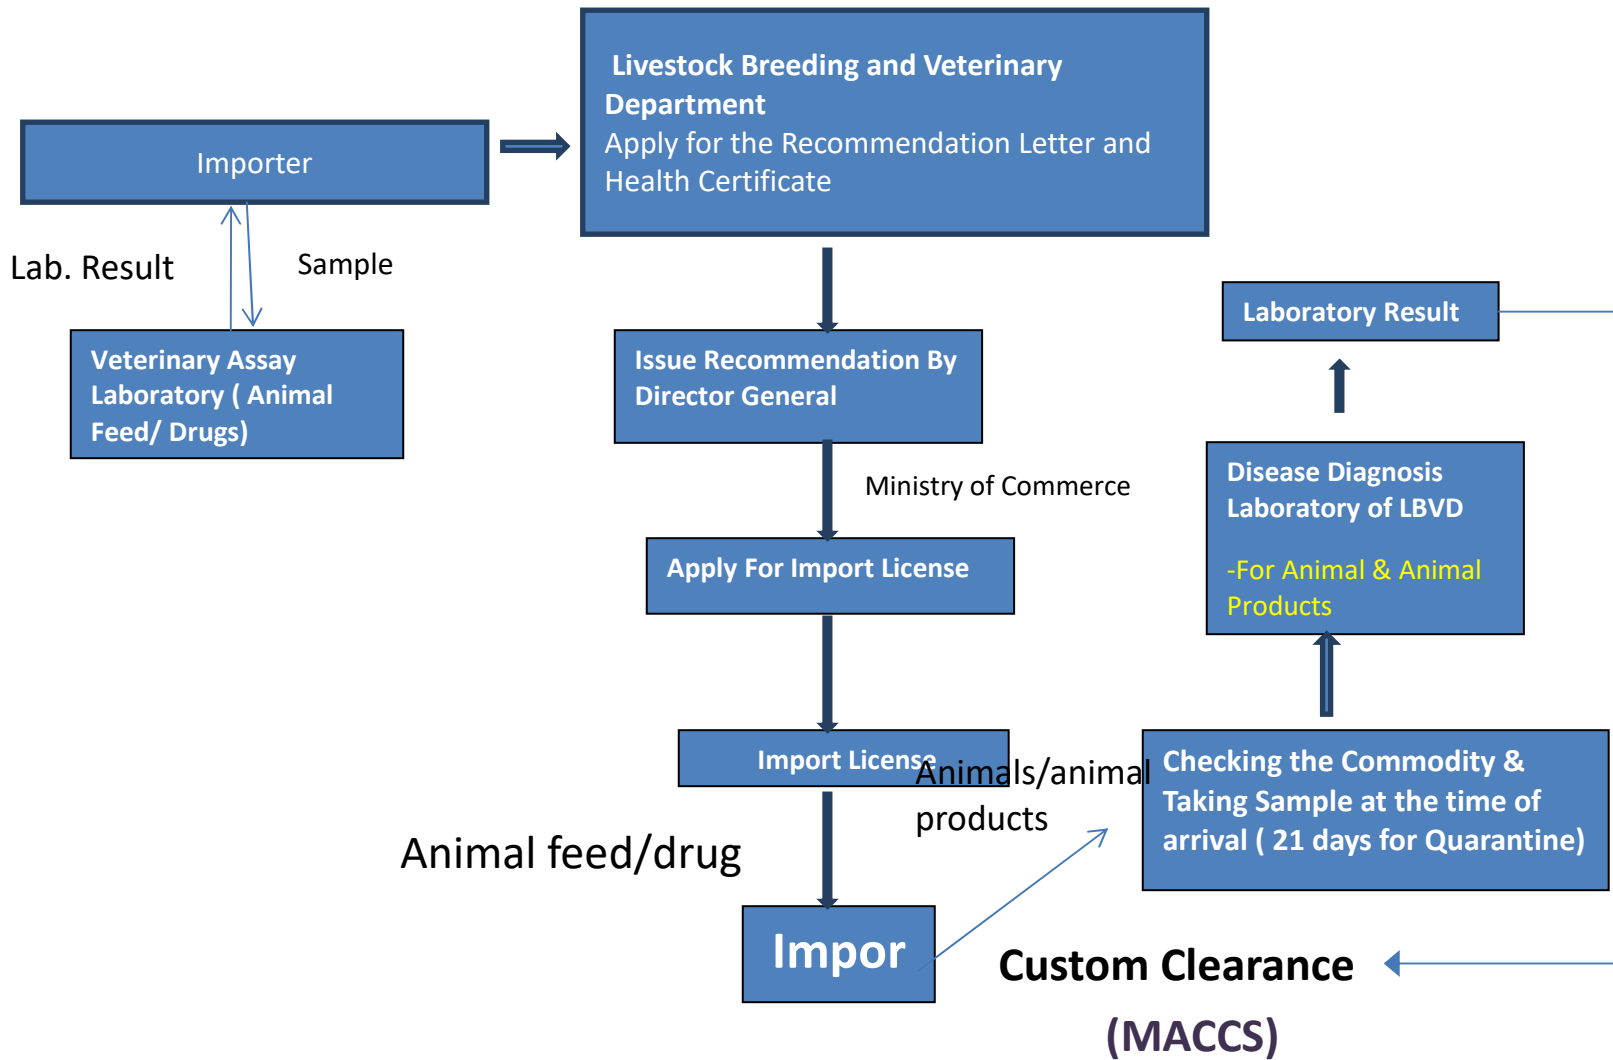 Livestock Breeding and Veterinary
Department
Apply for the Recommendation Letter and
Health Certificate
Importer
Lab. Result
Sample
Veterinary Assay
Laboratory ( Animal
Feed/ Drugs)
Issue Recommendation By
Director General
Ministry of Commerce
Apply For Import License
Import License
Animal feed/drug
Impor
Animals/animal
products
Checking the Commodity &
Taking Sample at the time of
arrival ( 21 days for Quarantine)
Disease Diagnosis
Laboratory of LBVD
-For Animal & Animal
Products
Laboratory Result
Custom Clearance
(MACCS)